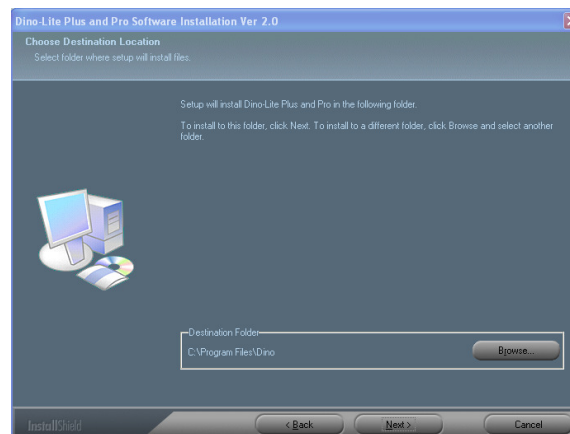 Dino-Lite Plus and Pro Software Installation Ver 2.0
Choose Destination Location
Select folder where setup will install files.
Setup will install Dino-Lite Plus and Pro in the following folder.
To install to this folder, click Next. To install to a different folder, click Browse and select another
folder.
Destination Folder
C:\Program Files\Dino
Browse...
InstallShield
< Back
Next >
Cancel